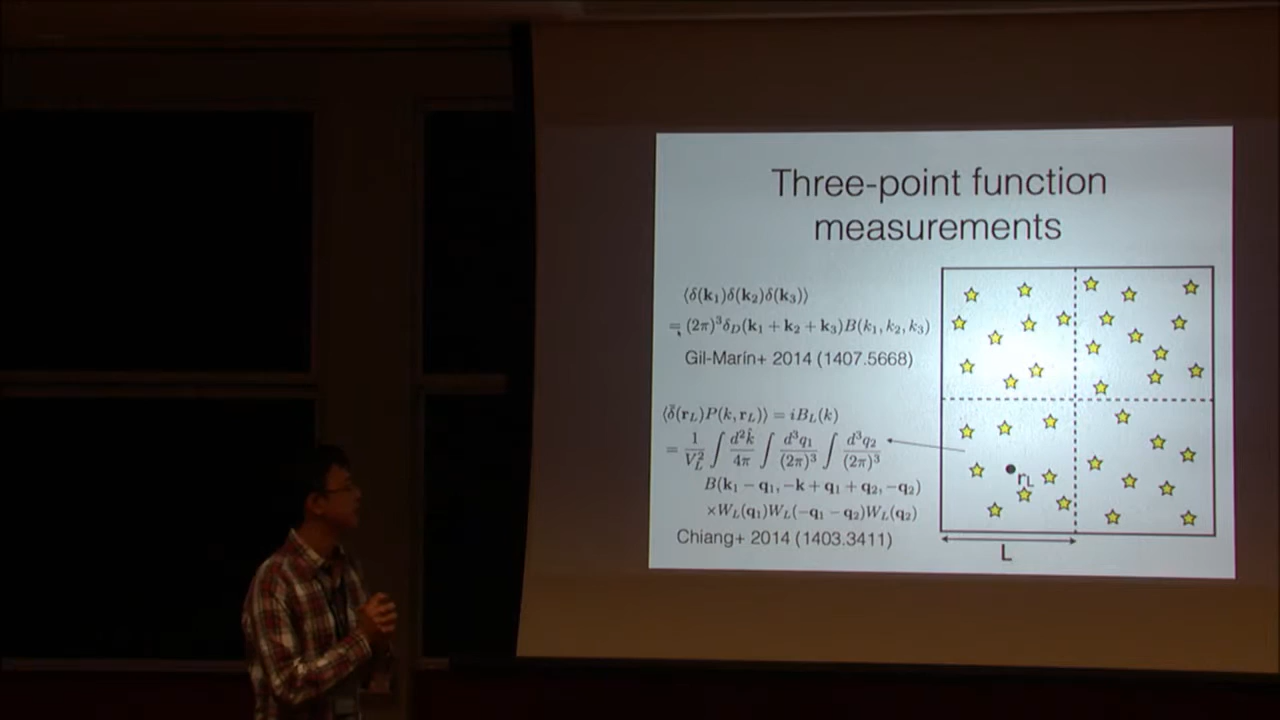 Three-point function
measurements
⟨δ(k₁)δ(k₂)δ(k₃)⟩
= (2π)³δ_D(k₁ + k₂ + k₃)B(k₁, k₂, k₃)
Gil-Marín+ 2014 (1407.5668)
⟨δ̄(r_L)P(k, r_L)⟩ = iB_L(k)
= 1/V_L² ∫ d²k̂/4π ∫ d³q₁/(2π)³ ∫ d³q₂/(2π)³
B(k₁ − q₁, −k + q₁ + q₂, −q₂)
×W_L(q₁)W_L(−q₁ − q₂)W_L(q₂)
Chiang+ 2014 (1403.3411)
r_L
L